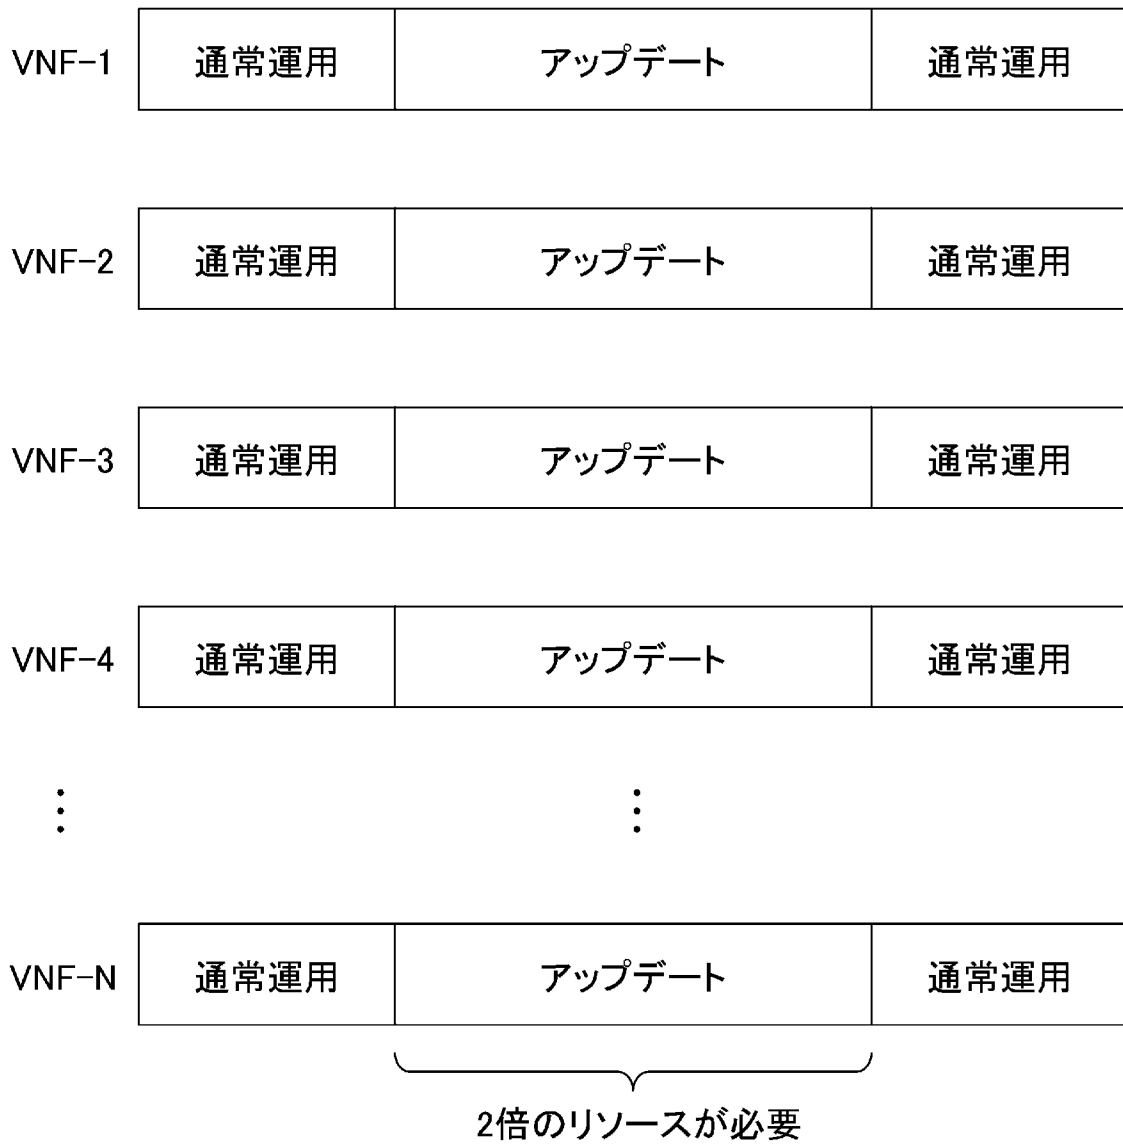 VNF-1 通常運用 アップデート 通常運用
VNF-2 通常運用 アップデート 通常運用
VNF-3 通常運用 アップデート 通常運用
VNF-4 通常運用 アップデート 通常運用
⋮ ⋮
VNF-N 通常運用 アップデート 通常運用
2倍のリソースが必要